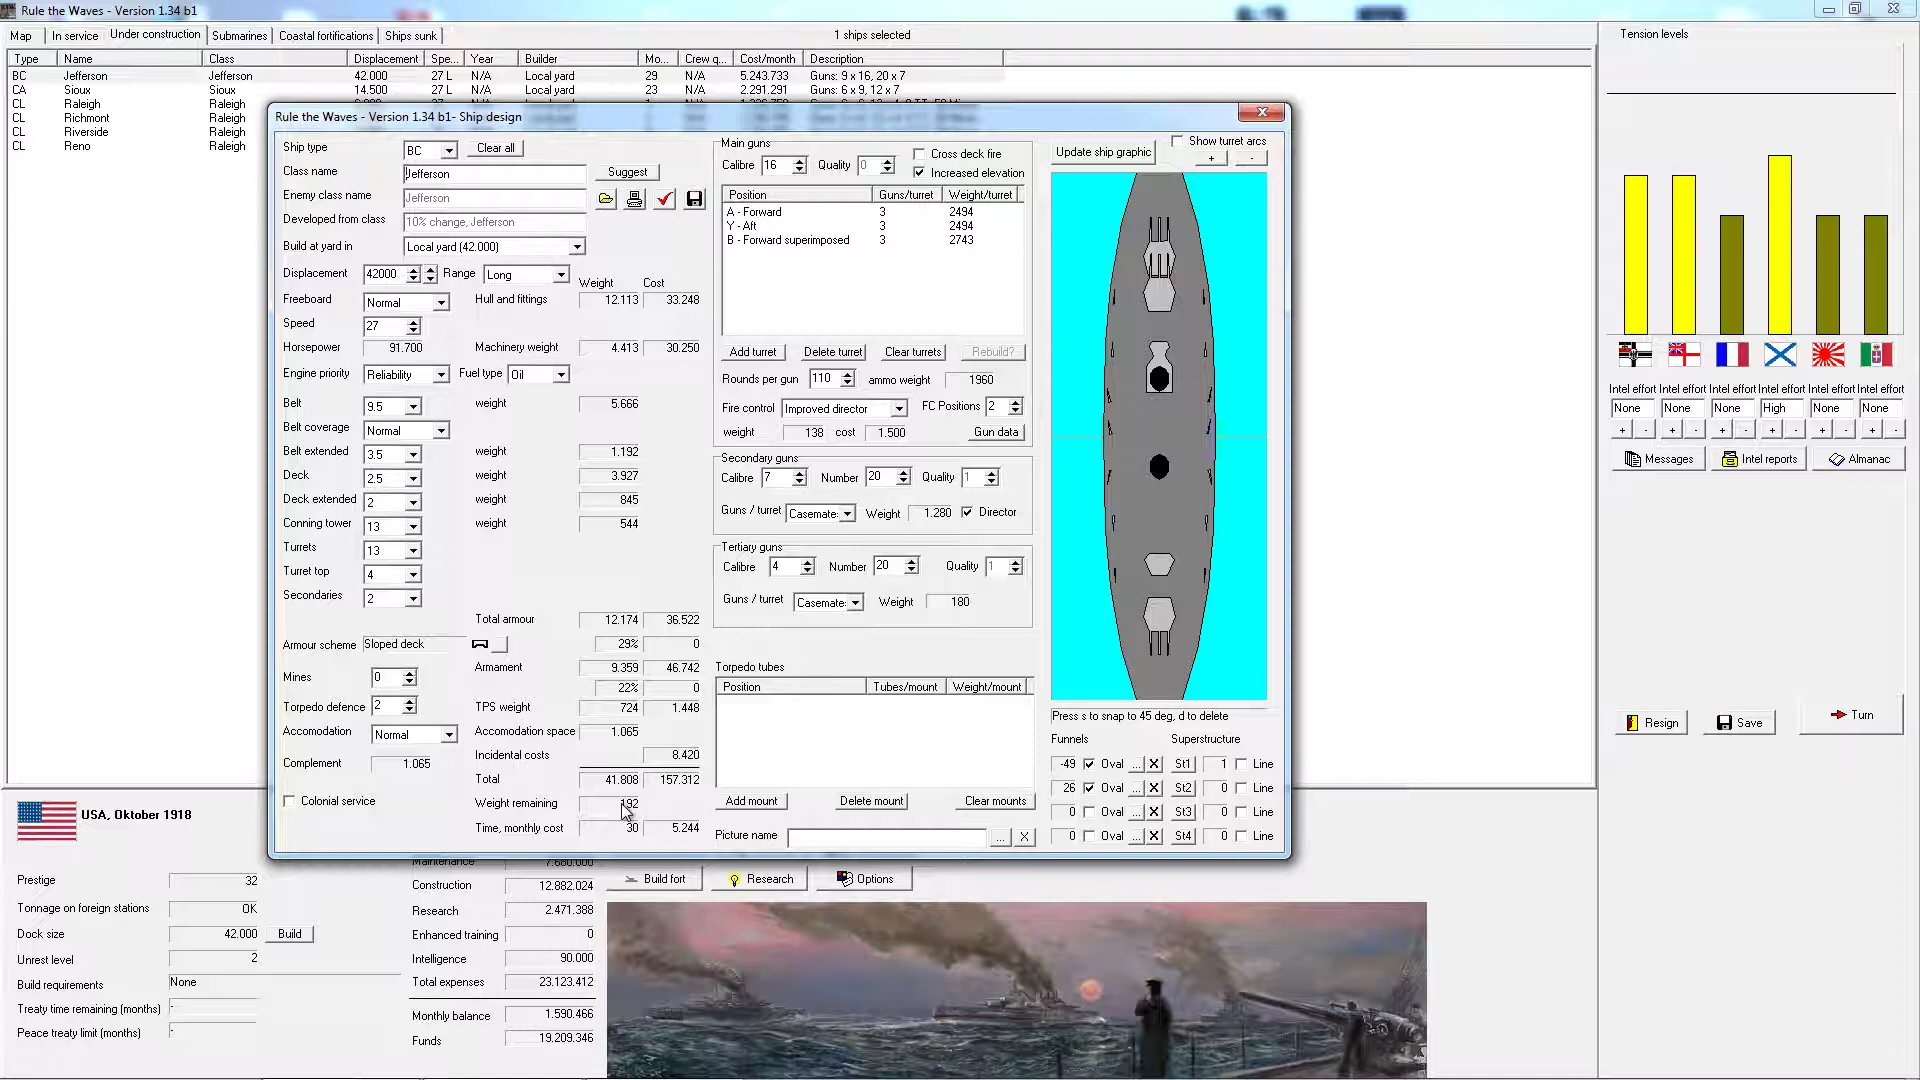 Rule the Waves - Version 1.34 b1
Map In service Under construction Submarines Coastal fortifications Ships sunk 1 ships selected
Type Name Class Displacement Spe... Year Builder Mo... Crew q... Cost/month Description
BC Jefferson Jefferson 42.000 27 L N/A Local yard 29 N/A 5.243.733 Guns: 9 x 16, 20 x 7
CA Sioux Sioux 14.500 27 L N/A Local yard 23 N/A 2.291.291 Guns: 6 x 9, 12 x 7
CL Raleigh Raleigh
CL Richmont Raleigh
CL Riverside Raleigh
CL Reno Raleigh
Rule the Waves - Version 1.34 b1- Ship design
Ship type BC Clear all
Class name Jefferson Suggest
Enemy class name Jefferson
Developed from class 10% change, Jefferson
Build at yard in Local yard (42.000)
Displacement 42000 Range Long
Weight Cost
Freeboard Normal Hull and fittings 12.113 33.248
Speed 27
Horsepower 91.700 Machinery weight 4.413 30.250
Engine priority Reliability Fuel type Oil
Belt 9.5 weight 5.666
Belt coverage Normal
Belt extended 3.5 weight 1.192
Deck 2.5 weight 3.927
Deck extended 2 weight 845
Conning tower 13 weight 544
Turrets 13
Turret top 4
Secondaries 2
Total armour 12.174 36.522
Armour scheme Sloped deck 29% 0
Armament 9.359 46.742
Mines 0 22% 0
Torpedo defence 2 TPS weight 724 1.448
Accomodation Normal Accomodation space 1.065
Incidental costs 8.420
Complement 1.065
Total 41.808 157.312
Colonial service Weight remaining 192
Time, monthly cost 30 5.244
Main guns
Calibre 16 Quality 0 Cross deck fire
Increased elevation
Position Guns/turret Weight/turret
A - Forward 3 2494
Y - Aft 3 2494
B - Forward superimposed 3 2743
Add turret Delete turret Clear turrets Rebuild?
Rounds per gun 110 ammo weight 1960
Fire control Improved director FC Positions 2
weight 138 cost 1.500 Gun data
Secondary guns
Calibre 7 Number 20 Quality 1
Guns / turret Casemate: Weight 1.280 Director
Tertiary guns
Calibre 4 Number 20 Quality 1
Guns / turret Casemate: Weight 180
Torpedo tubes
Position Tubes/mount Weight/mount
Add mount Delete mount Clear mounts
Picture name ... X
Update ship graphic Show turret arcs
+ -
Press s to snap to 45 deg, d to delete
Funnels Superstructure
-49 Oval ... X St1 1 Line
26 Oval ... X St2 0 Line
0 Oval ... X St3 0 Line
0 Oval ... X St4 0 Line
Tension levels
Intel effort Intel effort Intel effort Intel effort Intel effort Intel effort
None None None High None None
+ - + - + - + - + - + -
Messages Intel reports Almanac
Resign Save Turn
USA, Oktober 1918
Prestige 32
Tonnage on foreign stations OK
Dock size 42.000 Build
Unrest level 2
Build requirements None
Treaty time remaining (months) -
Peace treaty limit (months) -
Maintenance 7.680.000
Construction 12.882.024
Research 2.471.388
Enhanced training 0
Intelligence 90.000
Total expenses 23.123.412
Monthly balance 1.590.466
Funds 19.209.346
Build fort Research Options